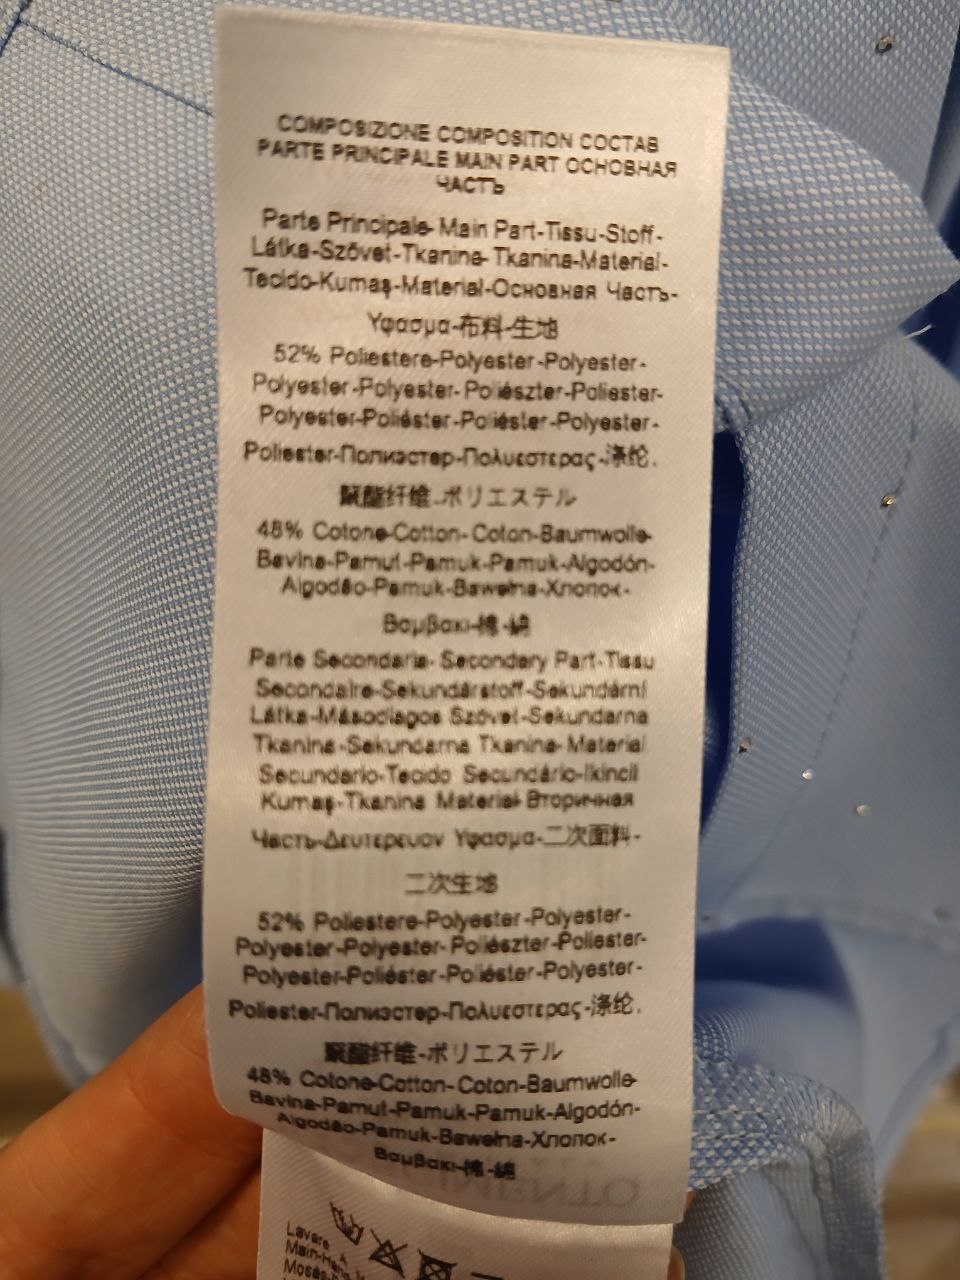 COMPOSIZIONE COMPOSITION СОСТАВ
PARTE PRINCIPALE MAIN PART ОСНОВНАЯ
ЧАСТЬ
Parte Principale- Main Part-Tissu-Stoff-
Látka-Szövet-Tkanina- Tkanina-Material-
Tecido-Kumaş-Material-Основная Часть-
Υφασμα-布料-生地
52% Poliestere-Polyester-Polyester-
Polyester-Polyester- Poliészter-Poliester-
Polyester-Poliéster-Poliéster-Polyester-
Poliester-Полиэстер-Πολυεστερας-涤纶.
聚酯纤维-ポリエステル
48% Cotone-Cotton- Coton-Baumwolle-
Bavlna-Pamut-Pamuk-Pamuk-Algodón-
Algodão-Pamuk-Bawełna-Хлопок-
Βαμβακι-棉-綿
Parte Secondaria- Secondary Part-Tissu
Secondaire-Sekundärstoff-Sekundární
Látka-Másodlagos Szövet-Sekundarna
Tkanina-Sekundarna Tkanina- Material
Secundario-Tecido Secundário-İkincil
Kumaş-Tkanina Material- Вторичная
Часть-Δευτερευον Υφασμα-二次面料-
二次生地
52% Poliestere-Polyester-Polyester-
Polyester-Polyester- Poliészter-Poliester-
Polyester-Poliéster-Poliéster-Polyester-
Poliester-Полиэстер-Πολυεστερας-涤纶.
聚酯纤维-ポリエステル
48% Cotone-Cotton- Coton-Baumwolle-
Bavlna-Pamut-Pamuk-Pamuk-Algodón-
Algodão-Pamuk-Bawełna-Хлопок-
Βαμβακι-棉-綿
Lavare A
Main-